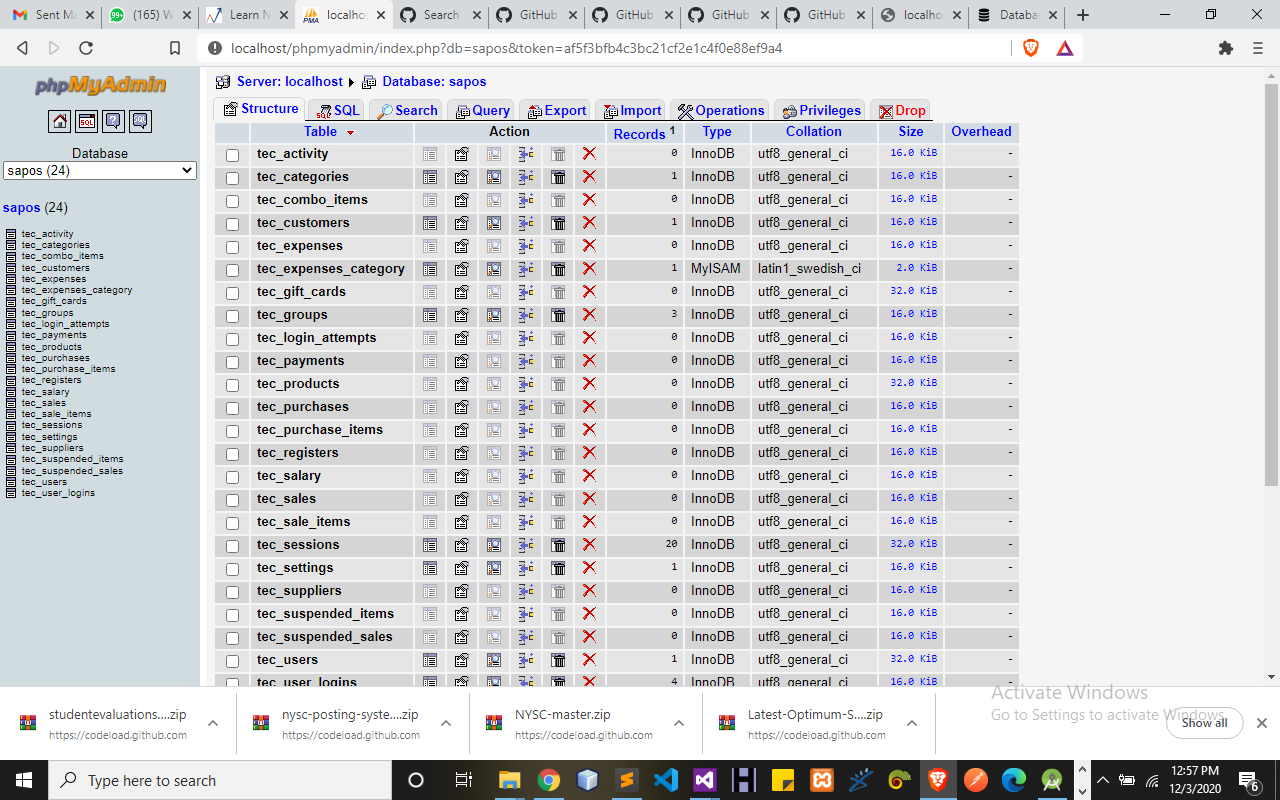 Sent Ma
(165) W
Learn N
localhos
Search ·
GitHub
GitHub
GitHub
GitHub
localho
Databas
localhost/phpmyadmin/index.php?db=sapos&token=af5f3bfb4c3bc21cf2e1c4f0e88ef9a4
phpMyAdmin
Database
sapos (24)
sapos (24)
tec_activity
tec_categories
tec_combo_items
tec_customers
tec_expenses
tec_expenses_category
tec_gift_cards
tec_groups
tec_login_attempts
tec_payments
tec_products
tec_purchases
tec_purchase_items
tec_registers
tec_salary
tec_sales
tec_sale_items
tec_sessions
tec_settings
tec_suppliers
tec_suspended_items
tec_suspended_sales
tec_users
tec_user_logins
Server: localhost Database: sapos
Structure SQL Search Query Export Import Operations Privileges Drop
Table Action Records 1 Type Collation Size Overhead
tec_activity 0 InnoDB utf8_general_ci 16.0 KiB -
tec_categories 1 InnoDB utf8_general_ci 16.0 KiB -
tec_combo_items 0 InnoDB utf8_general_ci 16.0 KiB -
tec_customers 1 InnoDB utf8_general_ci 16.0 KiB -
tec_expenses 0 InnoDB utf8_general_ci 16.0 KiB -
tec_expenses_category 1 MyISAM latin1_swedish_ci 2.0 KiB -
tec_gift_cards 0 InnoDB utf8_general_ci 32.0 KiB -
tec_groups 3 InnoDB utf8_general_ci 16.0 KiB -
tec_login_attempts 0 InnoDB utf8_general_ci 16.0 KiB -
tec_payments 0 InnoDB utf8_general_ci 16.0 KiB -
tec_products 0 InnoDB utf8_general_ci 32.0 KiB -
tec_purchases 0 InnoDB utf8_general_ci 16.0 KiB -
tec_purchase_items 0 InnoDB utf8_general_ci 16.0 KiB -
tec_registers 0 InnoDB utf8_general_ci 16.0 KiB -
tec_salary 0 InnoDB utf8_general_ci 16.0 KiB -
tec_sales 0 InnoDB utf8_general_ci 16.0 KiB -
tec_sale_items 0 InnoDB utf8_general_ci 16.0 KiB -
tec_sessions 20 InnoDB utf8_general_ci 32.0 KiB -
tec_settings 1 InnoDB utf8_general_ci 16.0 KiB -
tec_suppliers 0 InnoDB utf8_general_ci 16.0 KiB -
tec_suspended_items 0 InnoDB utf8_general_ci 16.0 KiB -
tec_suspended_sales 0 InnoDB utf8_general_ci 16.0 KiB -
tec_users 1 InnoDB utf8_general_ci 32.0 KiB -
tec_user_logins 4 InnoDB utf8_general_ci 16.0 KiB -
Activate Windows
Go to Settings to activate Windows.
studentevaluations....zip
https://codeload.github.com
nysc-posting-syste....zip
https://codeload.github.com
NYSC-master.zip
https://codeload.github.com
Latest-Optimum-S....zip
https://codeload.github.com
Show all
Type here to search
12:57 PM
12/3/2020
6